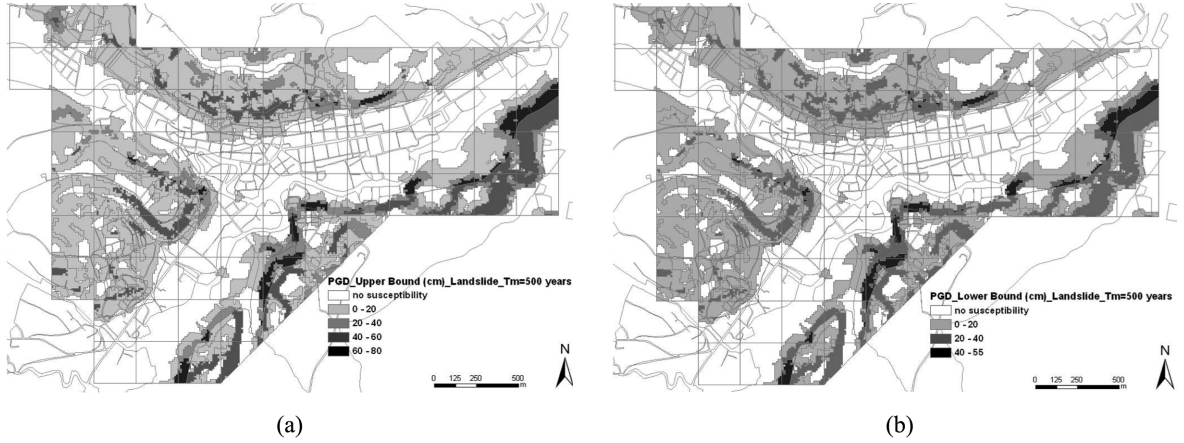 PGD_Upper Bound (cm)_Landslide_Tm=500 years
no susceptibility
0 - 20
20 - 40
40 - 60
60 - 80
N
0 125 250 500
m
(a)
PGD_Lower Bound (cm)_Landslide_Tm=500 years
no susceptibility
0 - 20
20 - 40
40 - 55
N
0 125 250 500
m
(b)